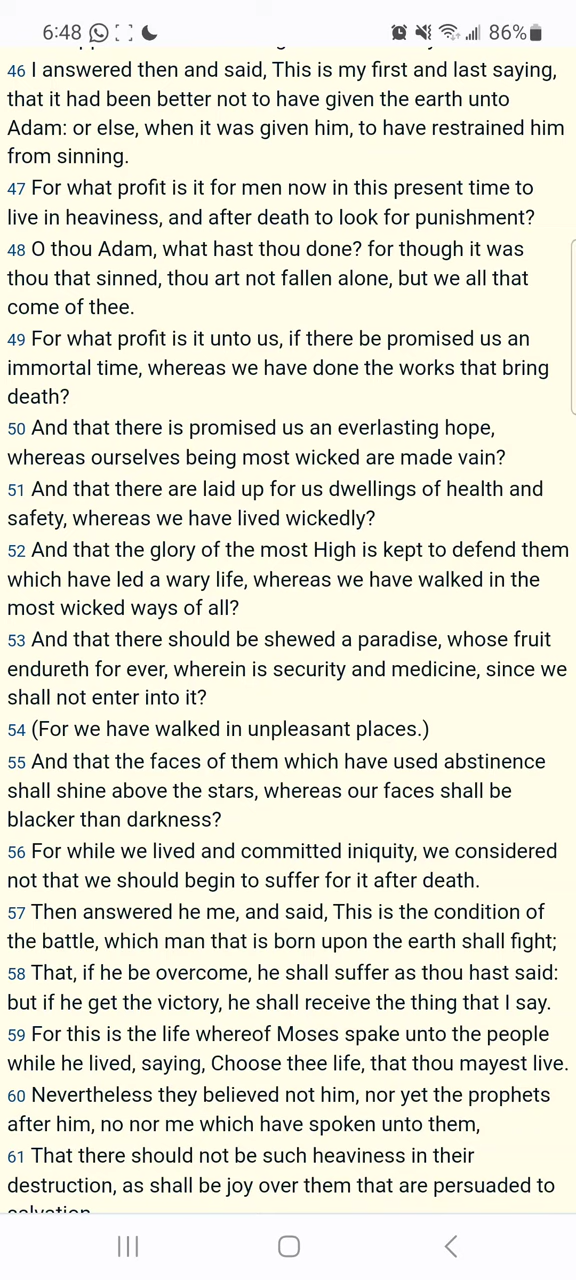 6:48
86%
46 I answered then and said, This is my first and last saying,
that it had been better not to have given the earth unto
Adam: or else, when it was given him, to have restrained him
from sinning.
47 For what profit is it for men now in this present time to
live in heaviness, and after death to look for punishment?
48 O thou Adam, what hast thou done? for though it was
thou that sinned, thou art not fallen alone, but we all that
come of thee.
49 For what profit is it unto us, if there be promised us an
immortal time, whereas we have done the works that bring
death?
50 And that there is promised us an everlasting hope,
whereas ourselves being most wicked are made vain?
51 And that there are laid up for us dwellings of health and
safety, whereas we have lived wickedly?
52 And that the glory of the most High is kept to defend them
which have led a wary life, whereas we have walked in the
most wicked ways of all?
53 And that there should be shewed a paradise, whose fruit
endureth for ever, wherein is security and medicine, since we
shall not enter into it?
54 (For we have walked in unpleasant places.)
55 And that the faces of them which have used abstinence
shall shine above the stars, whereas our faces shall be
blacker than darkness?
56 For while we lived and committed iniquity, we considered
not that we should begin to suffer for it after death.
57 Then answered he me, and said, This is the condition of
the battle, which man that is born upon the earth shall fight;
58 That, if he be overcome, he shall suffer as thou hast said:
but if he get the victory, he shall receive the thing that I say.
59 For this is the life whereof Moses spake unto the people
while he lived, saying, Choose thee life, that thou mayest live.
60 Nevertheless they believed not him, nor yet the prophets
after him, no nor me which have spoken unto them,
61 That there should not be such heaviness in their
destruction, as shall be joy over them that are persuaded to
salvation